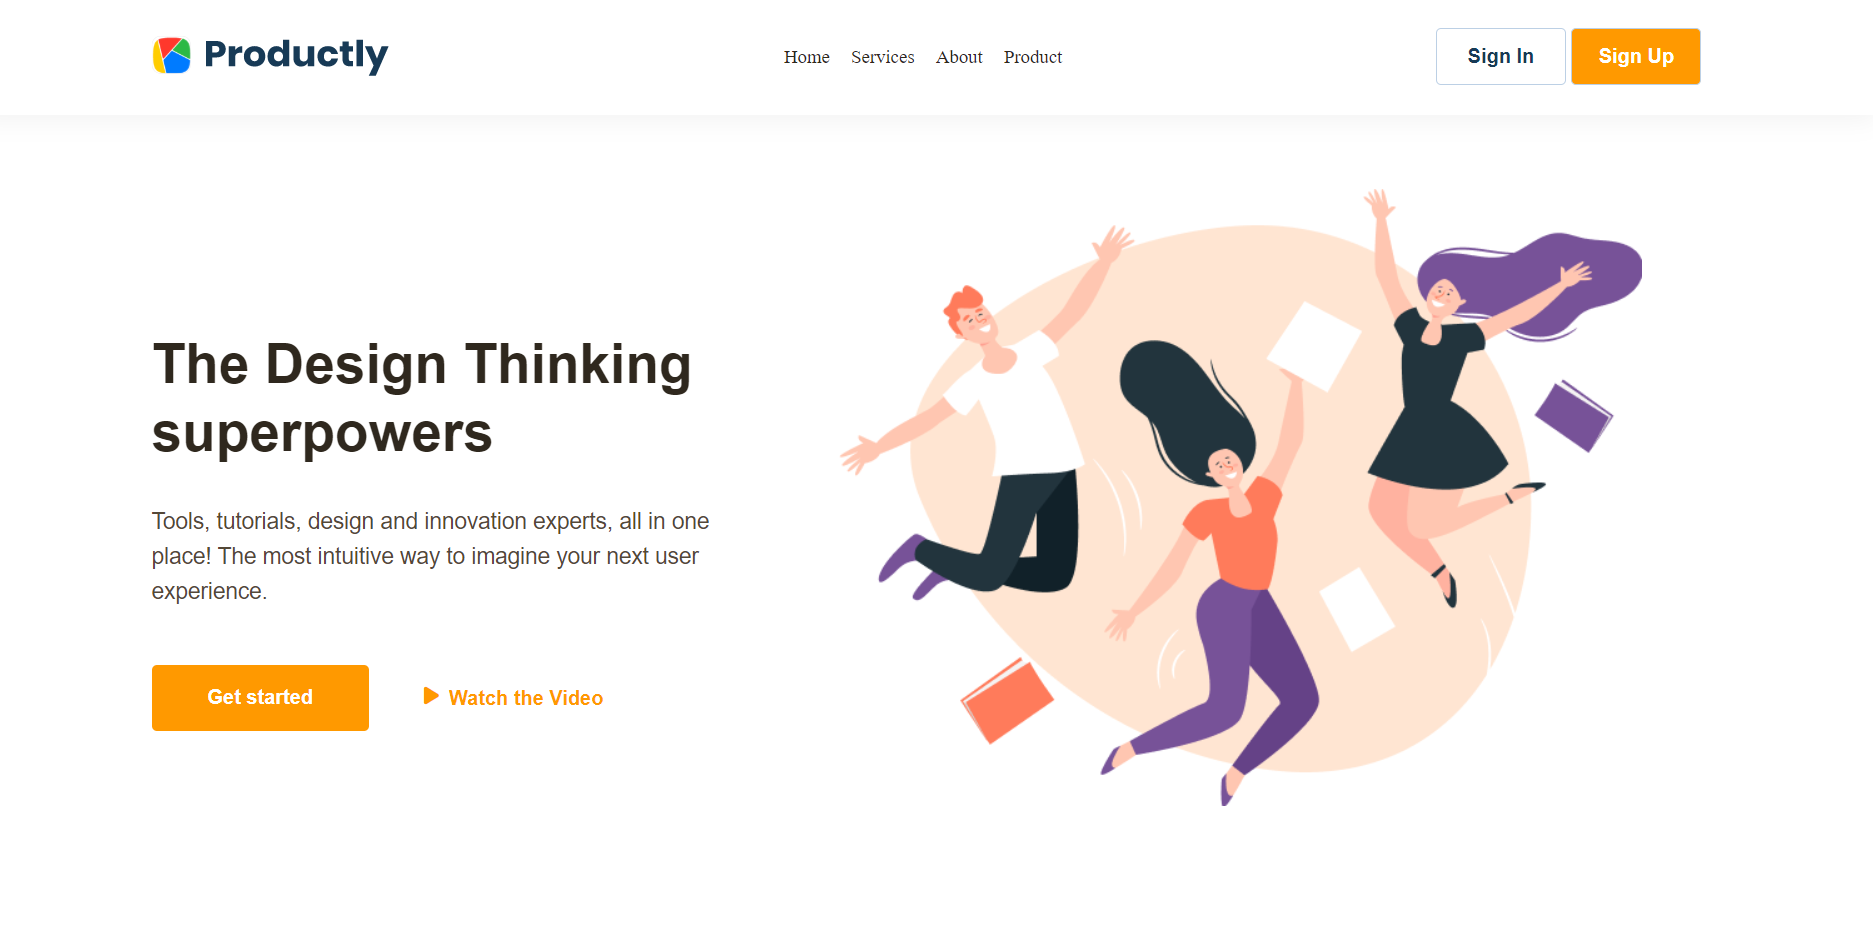 Productly
Home Services About Product
Sign In Sign Up
The Design Thinking
superpowers
Tools, tutorials, design and innovation experts, all in one
place! The most intuitive way to imagine your next user
experience.
Get started Watch the Video